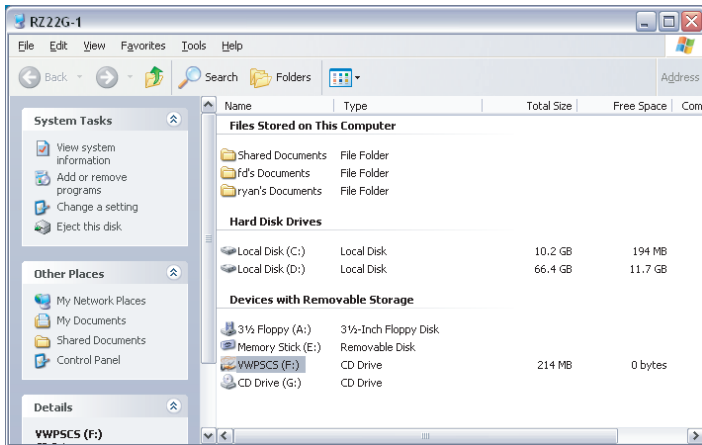 RZ22G-1
File Edit View Favorites Tools Help
Back Search Folders Address
System Tasks
View system
information
Add or remove
programs
Change a setting
Eject this disk
Other Places
My Network Places
My Documents
Shared Documents
Control Panel
Details
VWPSCS (F:)
Name Type Total Size Free Space Com
Files Stored on This Computer
Shared Documents File Folder
fd's Documents File Folder
ryan's Documents File Folder
Hard Disk Drives
Local Disk (C:) Local Disk 10.2 GB 194 MB
Local Disk (D:) Local Disk 66.4 GB 11.7 GB
Devices with Removable Storage
3½ Floppy (A:) 3½-Inch Floppy Disk
Memory Stick (E:) Removable Disk
VWPSCS (F:) CD Drive 214 MB 0 bytes
CD Drive (G:) CD Drive